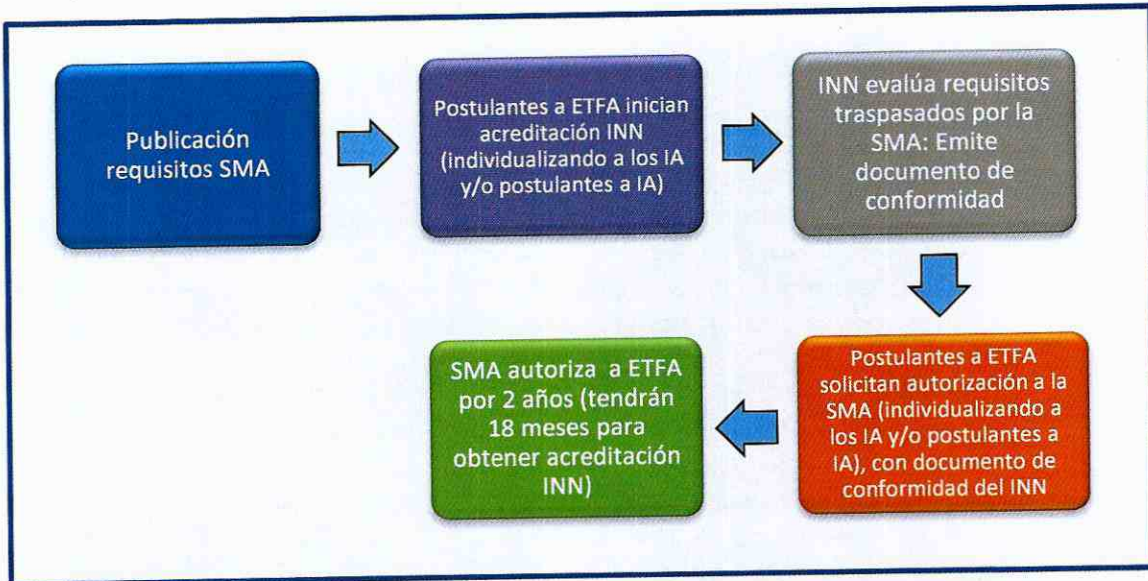 Publicación
requisitos SMA
Postulantes a ETFA inician
acreditación INN
(individualizando a los IA
y/o postulantes a IA)
INN evalúa requisitos
traspasados por la
SMA: Emite
documento de
conformidad
Postulantes a ETFA
solicitan autorización a la
SMA (individualizando a
los IA y/o postulantes a
IA), con documento de
conformidad del INN
SMA autoriza a ETFA
por 2 años (tendrán
18 meses para
obtener acreditación
INN)